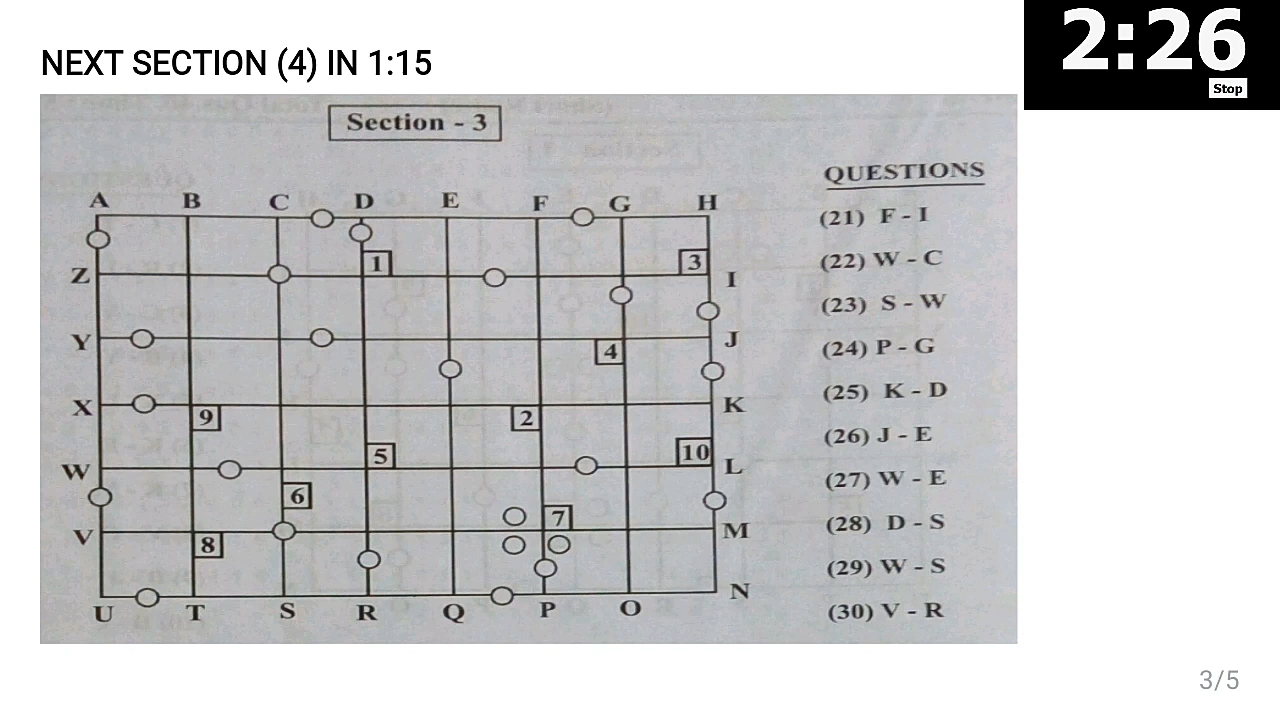 NEXT SECTION (4) IN 1:15
2:26
Stop
Section - 3
QUESTIONS
A B C D E F G H
(21) F - I
1
3
Z
I
(22) W - C
(23) S - W
Y
4
J
(24) P - G
X
9
2
K
(25) K - D
W
5
10
L
(26) J - E
6
(27) W - E
V
7
M
(28) D - S
8
(29) W - S
N
U T S R Q P O
(30) V - R
3/5